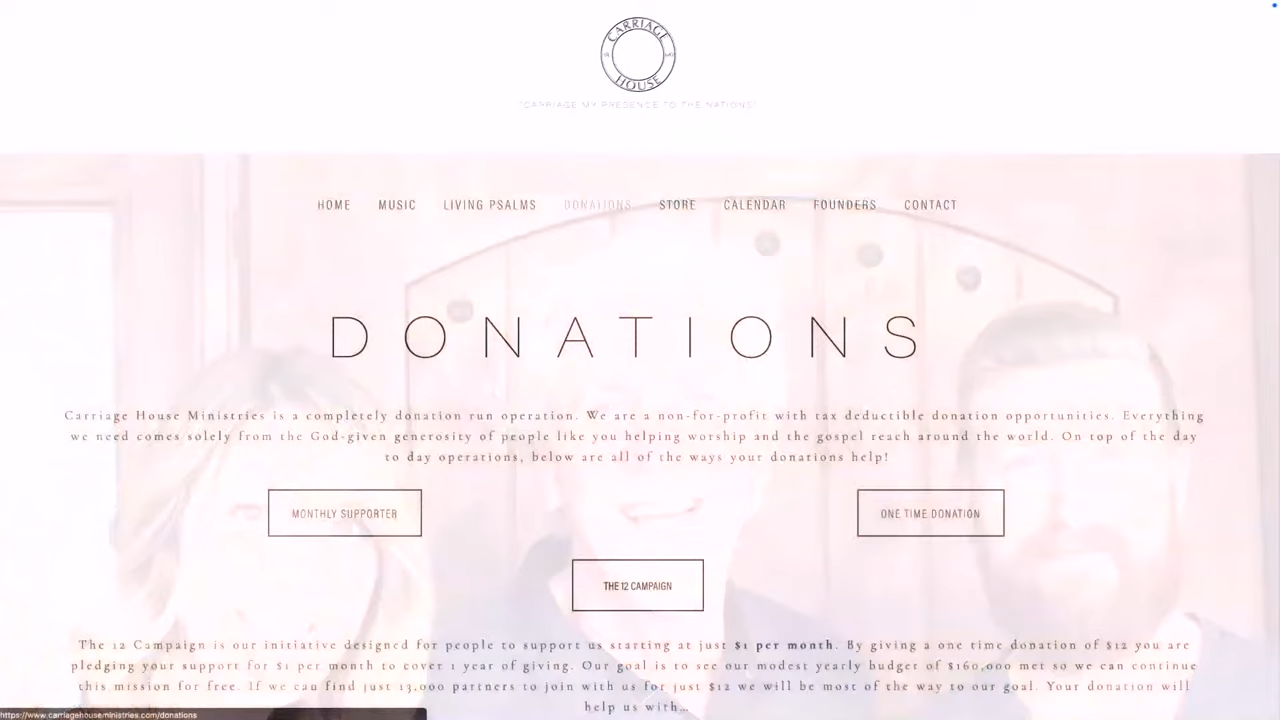 CARRIAGE
HOUSE
"CARRIAGE MY PRESENCE TO THE NATIONS"
HOME MUSIC LIVING PSALMS DONATIONS STORE CALENDAR FOUNDERS CONTACT
DONATIONS
Carriage House Ministries is a completely donation run operation. We are a non-for-profit with tax deductible donation opportunities. Everything
we need comes solely from the God-given generosity of people like you helping worship and the gospel reach around the world. On top of the day
to day operations, below are all of the ways your donations help!
MONTHLY SUPPORTER ONE TIME DONATION
THE 12 CAMPAIGN
The 12 Campaign is our initiative designed for people to support us starting at just $1 per month. By giving a one time donation of $12 you are
pledging your support for $1 per month to cover 1 year of giving. Our goal is to see our modest yearly budget of $160,000 met so we can continue
this mission for free. If we can find just 13,000 partners to join with us for just $12 we will be most of the way to our goal. Your donation will
help us with...
https://www.carriagehouseministries.com/donations